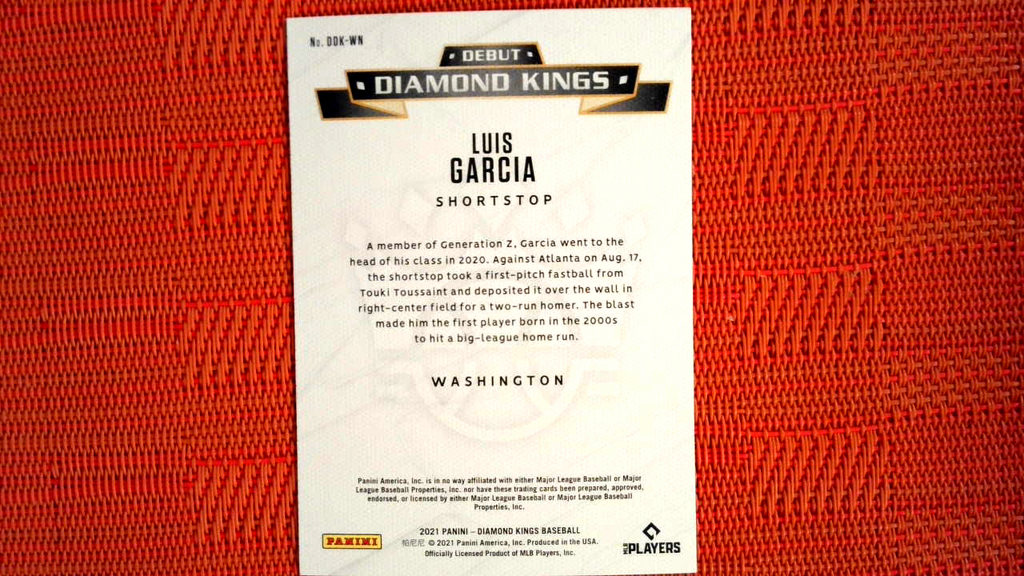 No. DDK-WN
DEBUT
DIAMOND KINGS
LUIS
GARCIA
SHORTSTOP
A member of Generation Z, Garcia went to the
head of his class in 2020. Against Atlanta on Aug. 17,
the shortstop took a first-pitch fastball from
Touki Toussaint and deposited it over the wall in
right-center field for a two-run homer. The blast
made him the first player born in the 2000s
to hit a big-league home run.
WASHINGTON
Panini America, Inc. is in no way affiliated with either Major League Baseball or Major
League Baseball Properties, Inc. nor have these trading cards been prepared, approved,
endorsed, or licensed by either Major League Baseball or Major League Baseball
Properties, Inc.
2021 PANINI – DIAMOND KINGS BASEBALL
帕尼尼 © 2021 Panini America, Inc. Produced in the USA.
Officially Licensed Product of MLB Players, Inc.
PANINI
MLB PLAYERS